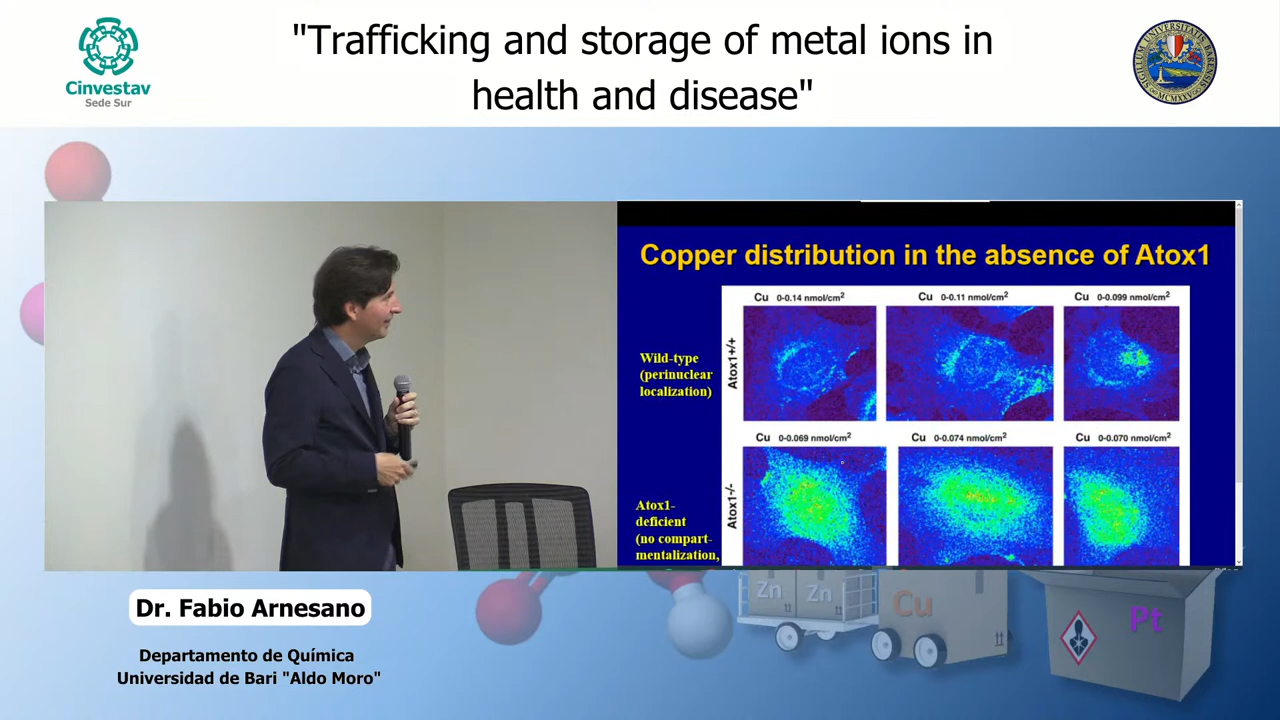 "Trafficking and storage of metal ions in
health and disease"
Cinvestav
Sede Sur
SIGILLUM UNIVERSITATIS BARENSIS
MCMXXV
Copper distribution in the absence of Atox1
Cu 0-0.14 nmol/cm²
Cu 0-0.11 nmol/cm²
Cu 0-0.099 nmol/cm²
Wild-type
(perinuclear
localization)
Atox1+/+
Cu 0-0.069 nmol/cm²
Cu 0-0.074 nmol/cm²
Cu 0-0.070 nmol/cm²
Atox1-
deficient
(no compart-
mentalization,
Atox1-/-
Zn
Zn
Cu
Pt
Dr. Fabio Arnesano
Departamento de Química
Universidad de Bari "Aldo Moro"